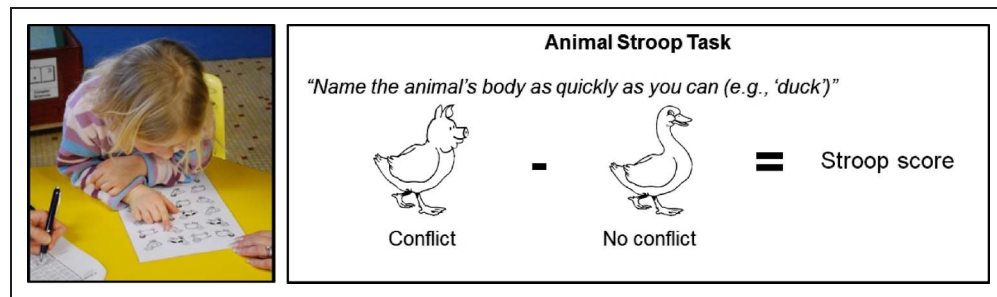 Animal Stroop Task
“Name the animal’s body as quickly as you can (e.g., ‘duck’)”
- = Stroop score
Conflict No conflict